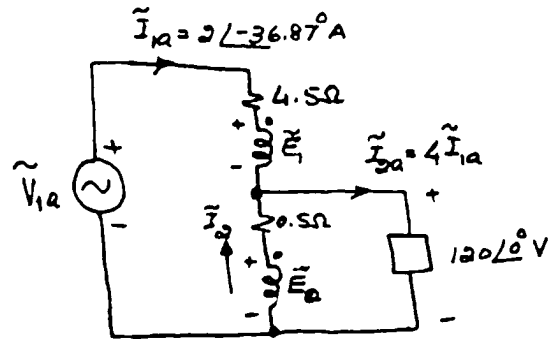 Ĩ₁ₐ = 2∠-36.87° A
4.5Ω
+
Ẽ₁
-
Ĩ₂ₐ = 4Ĩ₁ₐ
+
Ṽ₁ₐ
+
-
Ĩ₂
0.5Ω
120∠0° V
+
Ẽ₂
-
-